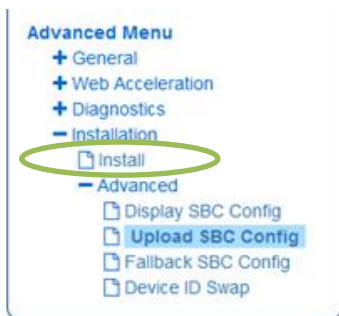 Advanced Menu
General
Web Acceleration
Diagnostics
Installation
Install
Advanced
Display SBC Config
Upload SBC Config
Fallback SBC Config
Device ID Swap